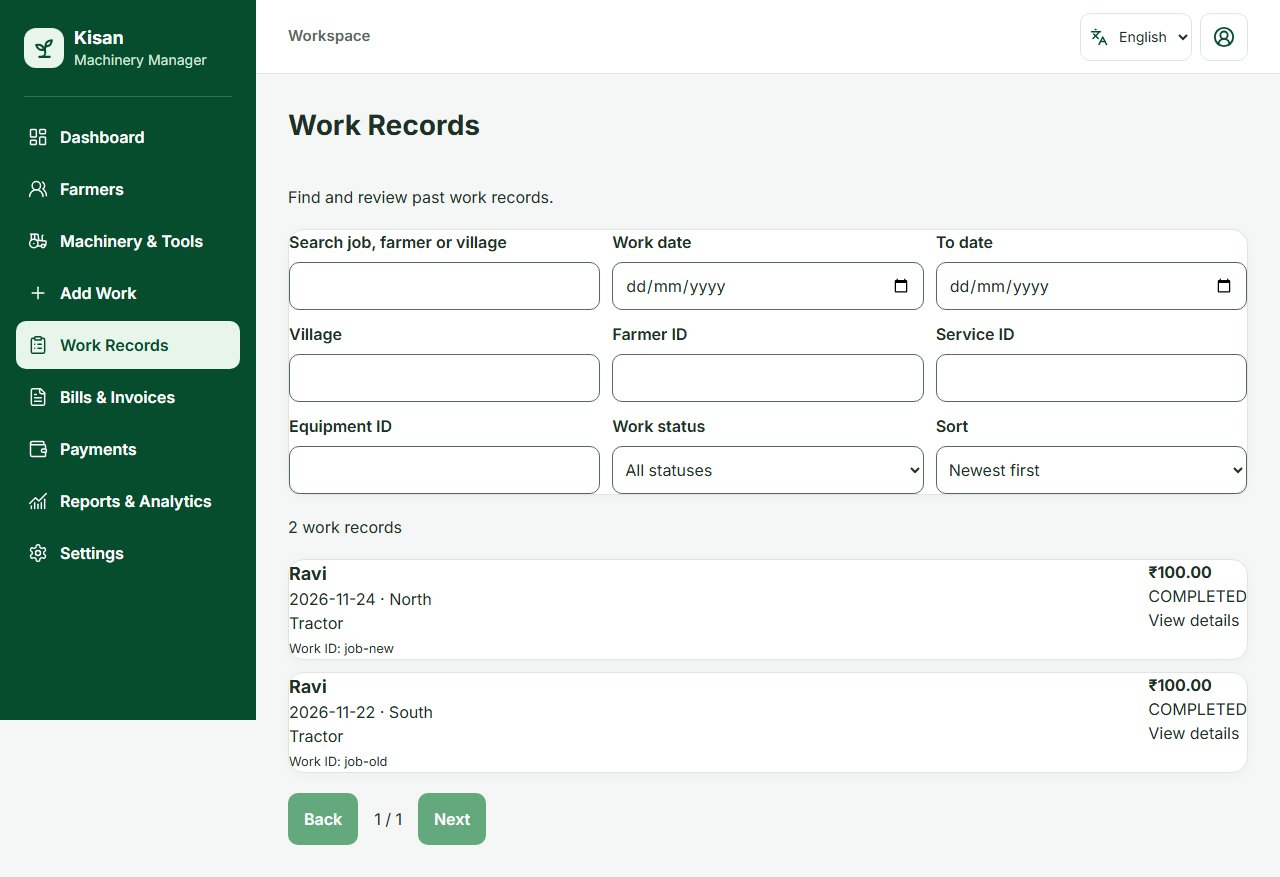 Kisan
Machinery Manager
Dashboard
Farmers
Machinery & Tools
Add Work
Work Records
Bills & Invoices
Payments
Reports & Analytics
Settings
Workspace
English
Work Records
Find and review past work records.
Search job, farmer or village
Work date
To date
dd/mm/yyyy
dd/mm/yyyy
Village
Farmer ID
Service ID
Equipment ID
Work status
Sort
All statuses
Newest first
2 work records
Ravi
₹100.00
2026-11-24 · North
COMPLETED
Tractor
View details
Work ID: job-new
Ravi
₹100.00
2026-11-22 · South
COMPLETED
Tractor
View details
Work ID: job-old
Back
1 / 1
Next